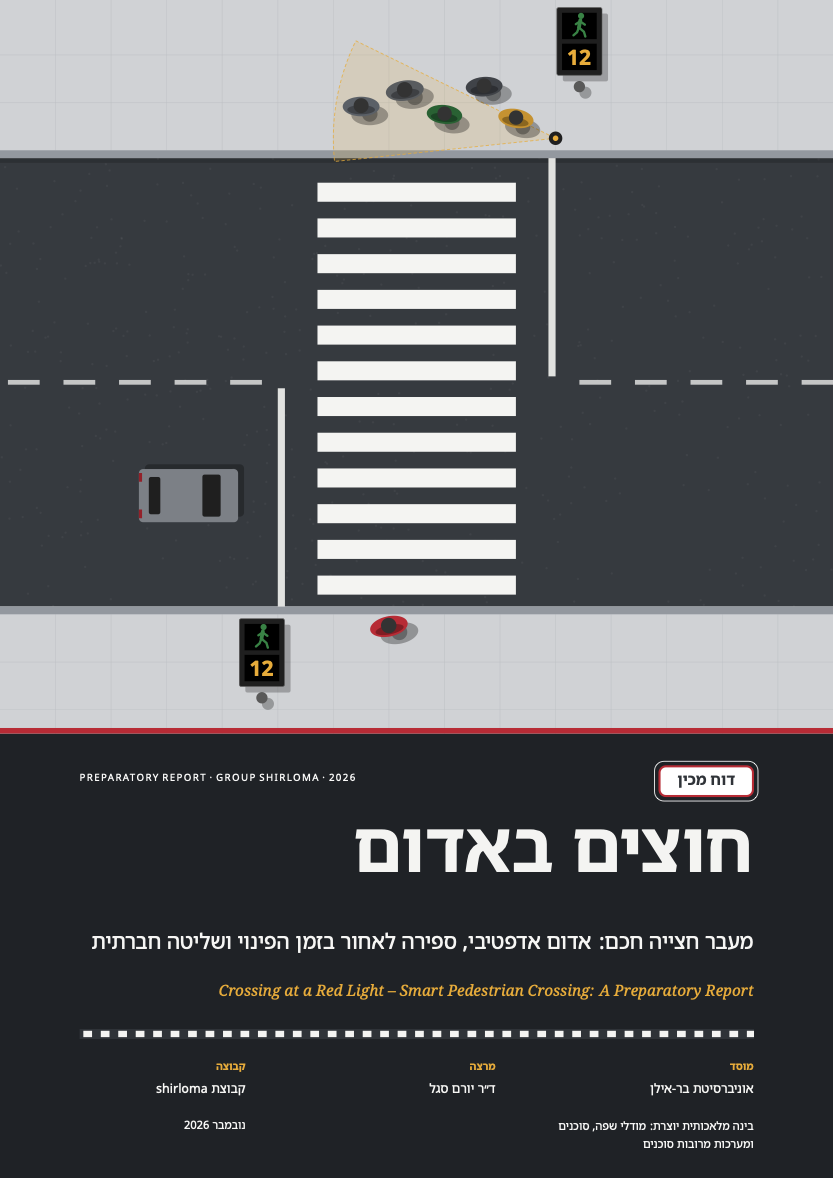 12
12
דוח מכין
PREPARATORY REPORT · GROUP SHIRLOMA · 2026
חוצים באדום
מעבר חצייה חכם: אדום אדפטיבי, ספירה לאחור בזמן הפינוי ושליטה חברתית
Crossing at a Red Light – Smart Pedestrian Crossing: A Preparatory Report
מוסד
אוניברסיטת בר-אילן
מרצה
ד״ר יורם סגל
קבוצה
קבוצת shirloma
בינה מלאכותית יוצרת: מודלי שפה, סוכנים
ומערכות מרובות סוכנים
נובמבר 2026